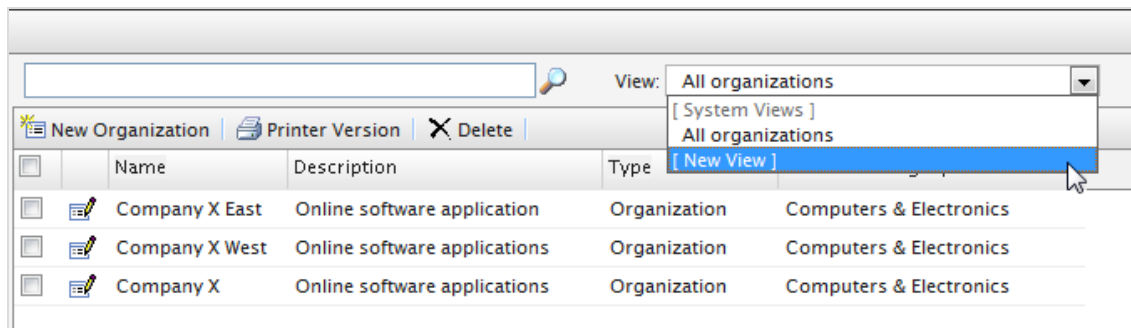 View: All organizations
[ System Views ]
All organizations
[ New View ]
New Organization Printer Version Delete
Name Description Type
Company X East Online software application Organization Computers & Electronics
Company X West Online software applications Organization Computers & Electronics
Company X Online software applications Organization Computers & Electronics